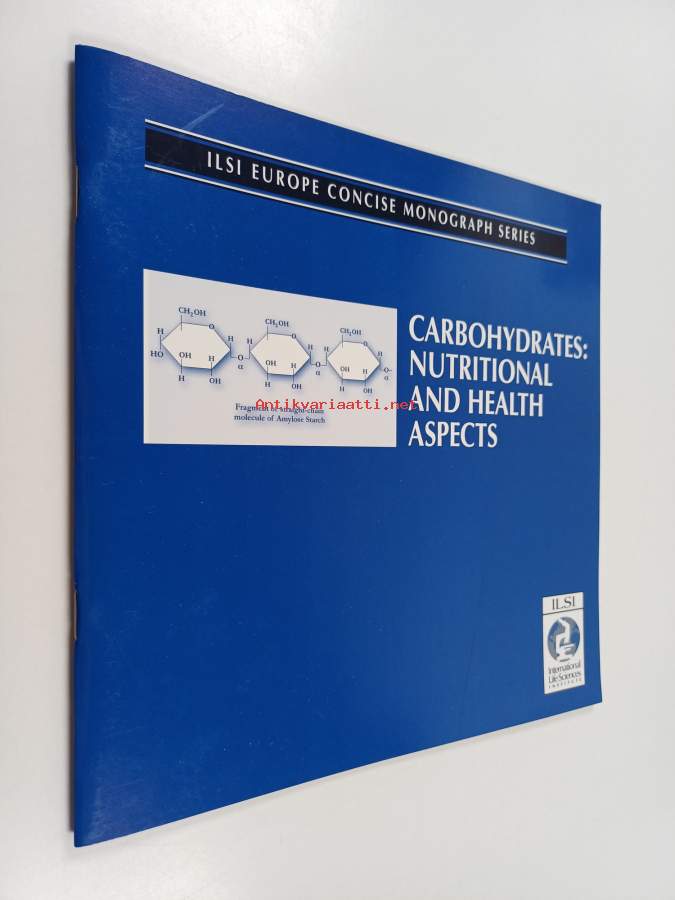 ILSI EUROPE CONCISE MONOGRAPH SERIES
CARBOHYDRATES:
NUTRITIONAL
AND HEALTH
ASPECTS
CH2OH CH2OH CH2OH
H O H H O H H O H
HO OH H O OH H O OH H O
α α α
H OH H OH H OH
Fragment of straight-chain
molecule of Amylose Starch
Antikvariaatti.net
ILSI
International
Life Sciences
INSTITUTE